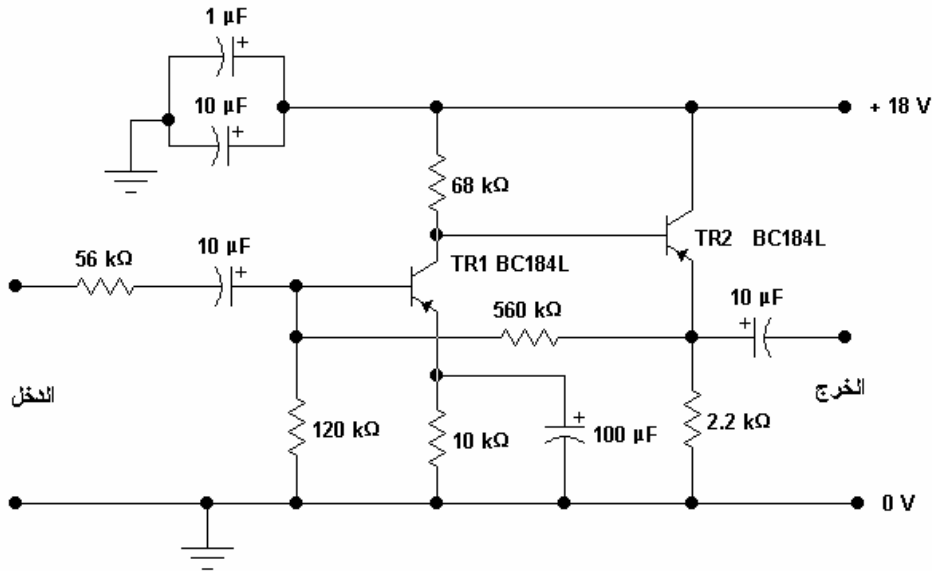 1 µF
10 µF
+ 18 V
68 kΩ
TR2 BC184L
10 µF
56 kΩ
TR1 BC184L
560 kΩ
10 µF
الدخل
الخرج
120 kΩ
10 kΩ
100 µF
2.2 kΩ
0 V